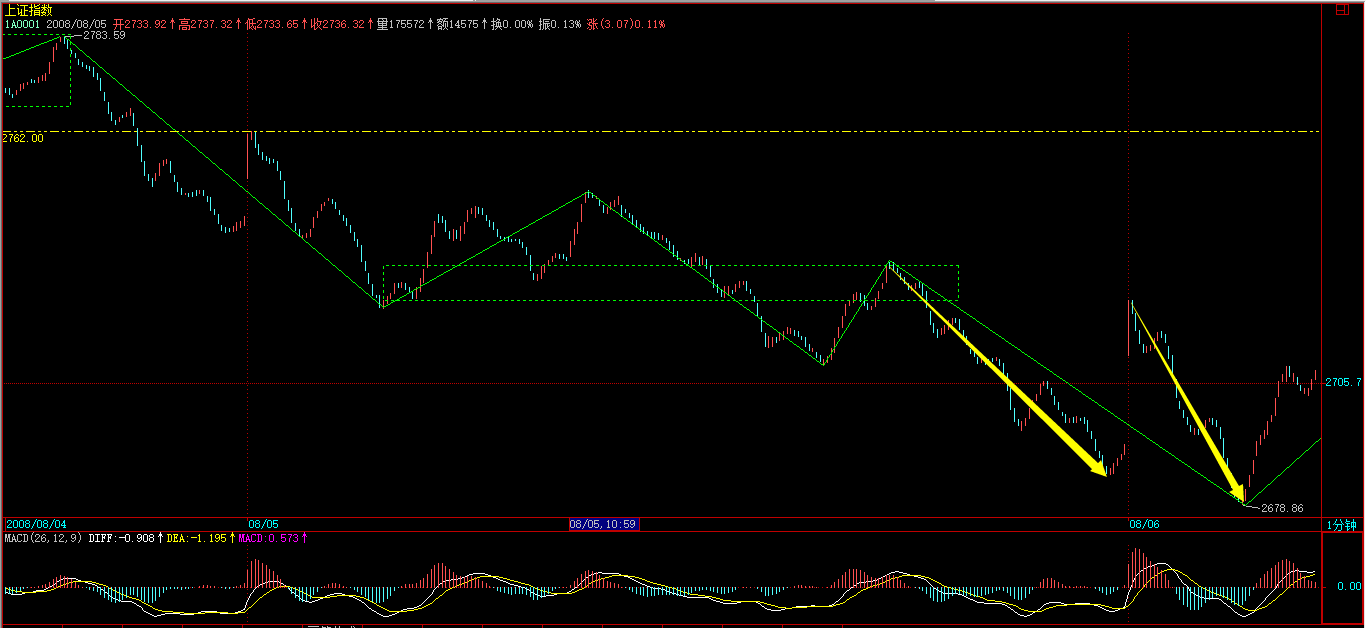 上证指数
1A0001 2008/08/05 开2733.92↑高2737.32↑低2733.65↑收2736.32↑量175572↑额14575↑换0.00% 振0.13% 涨(3.07)0.11%
2783.59
2762.00
2705.7
2678.86
2008/08/04 08/05 08/05,10:59 08/06 1分钟
MACD(26,12,9) DIFF:-0.908↑DEA:-1.195↑MACD:0.573↑
0.00